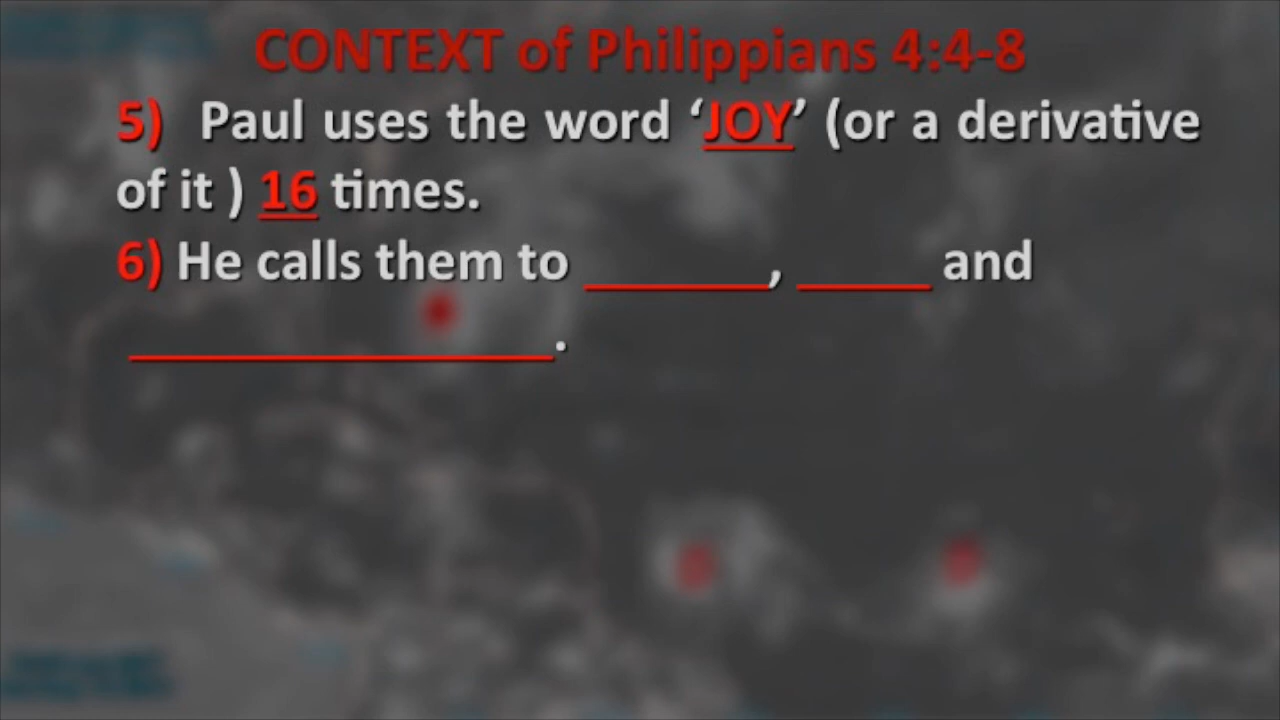 CONTEXT of Philippians 4:4-8
5) Paul uses the word ‘JOY’ (or a derivative
of it ) 16 times.
6) He calls them to _______, _____ and
________________.